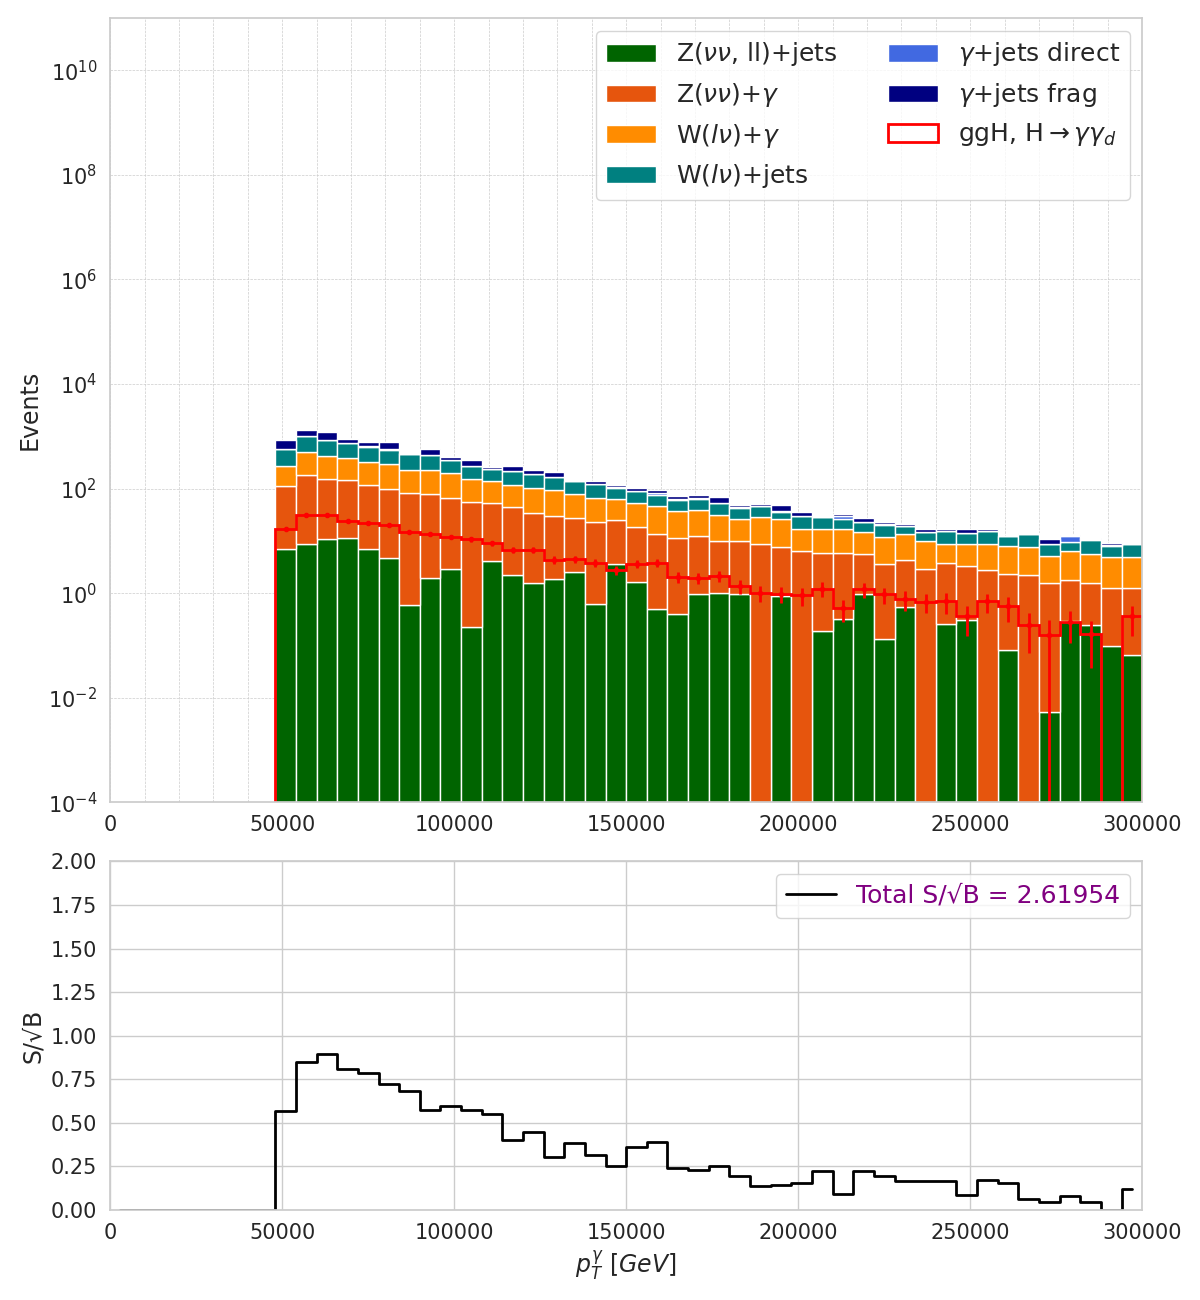 Z(νν, ll)+jets
Z(νν)+γ
W(lν)+γ
W(lν)+jets
γ+jets direct
γ+jets frag
ggH, H→γγ_d
Events
10^10
10^8
10^6
10^4
10^2
10^0
10^−2
10^−4
0 50000 100000 150000 200000 250000 300000
Total S/√B = 2.61954
S/√B
2.00
1.75
1.50
1.25
1.00
0.75
0.50
0.25
0.00
0 50000 100000 150000 200000 250000 300000
p_T^γ [GeV]